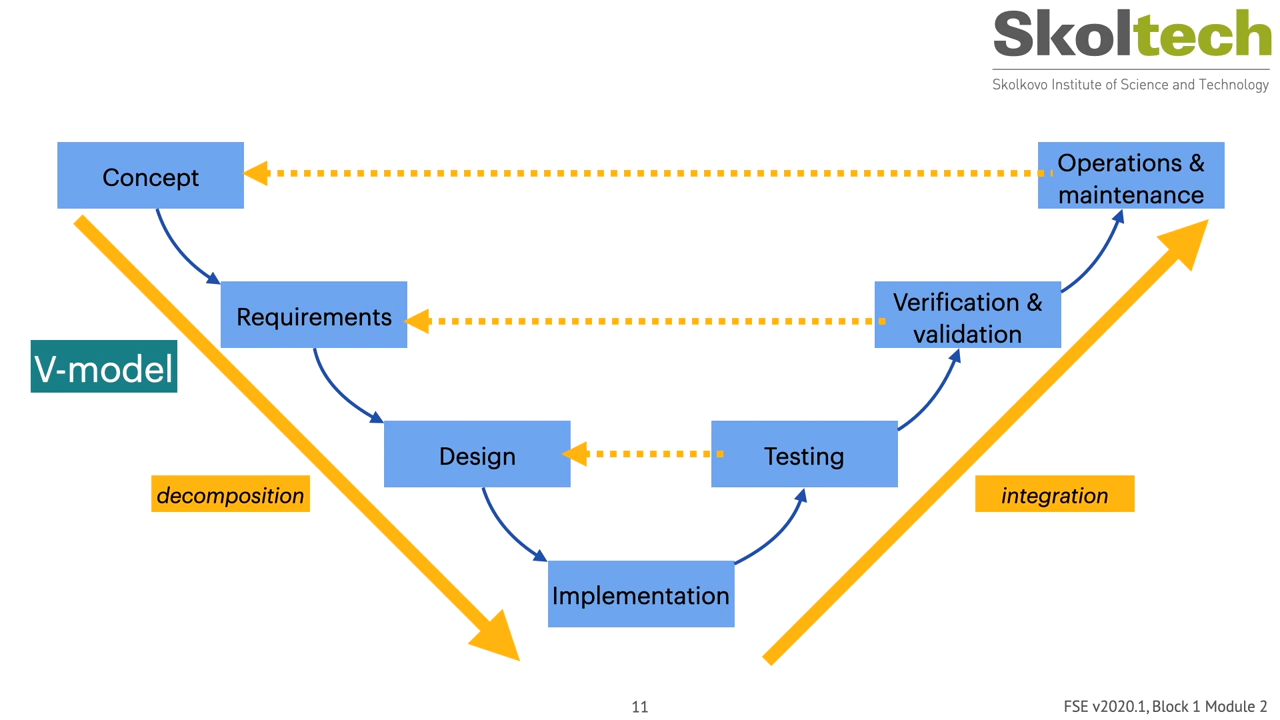 Skoltech
Skolkovo Institute of Science and Technology
Concept
Operations &
maintenance
Requirements
Verification &
validation
V-model
Design
Testing
decomposition
integration
Implementation
11
FSE v2020.1, Block 1 Module 2